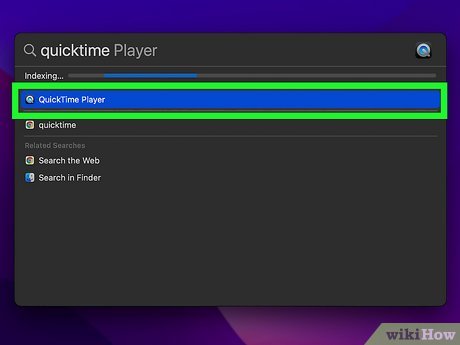 quicktime Player
Indexing...
QuickTime Player
quicktime
Related Searches
Search the Web
Search in Finder
wikiHow